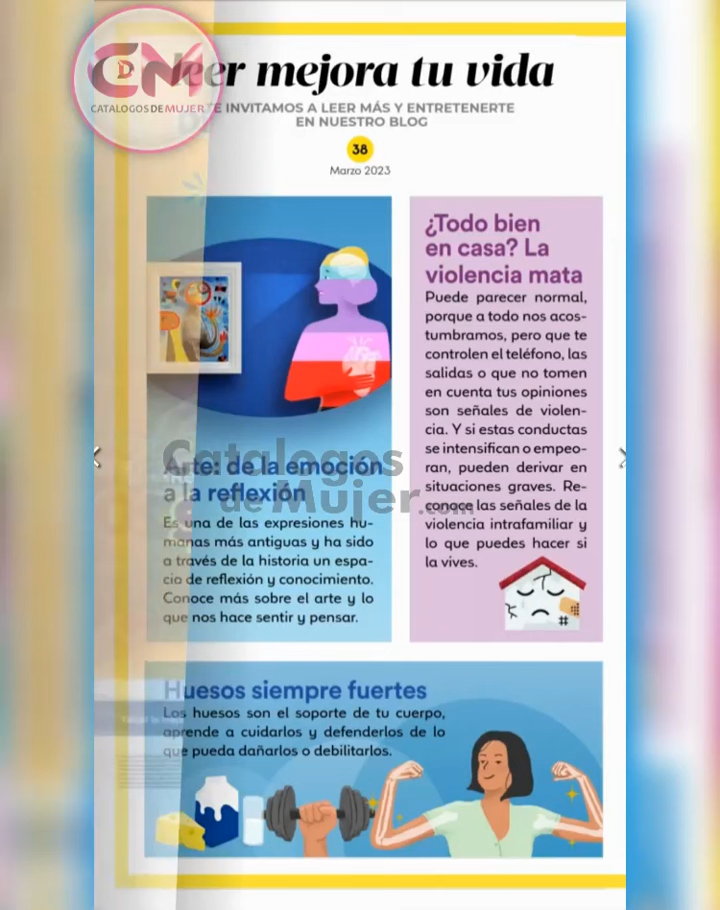 CM
D
CATALOGOS DE MUJER
leer mejora tu vida
TE INVITAMOS A LEER MÁS Y ENTRETENERTE
EN NUESTRO BLOG
38
Marzo 2023
Arte: de la emoción
a la reflexión
Es una de las expresiones hu-
manas más antiguas y ha sido
a través de la historia un espa-
cio de reflexión y conocimiento.
Conoce más sobre el arte y lo
que nos hace sentir y pensar.
¿Todo bien
en casa? La
violencia mata
Puede parecer normal,
porque a todo nos acos-
tumbramos, pero que te
controlen el teléfono, las
salidas o que no tomen
en cuenta tus opiniones
son señales de violen-
cia. Y si estas conductas
se intensifican o empeo-
ran, pueden derivar en
situaciones graves. Re-
conoce las señales de la
violencia intrafamiliar y
lo que puedes hacer si
la vives.
Catalogos
de Mujer.com
Huesos siempre fuertes
Los huesos son el soporte de tu cuerpo,
aprende a cuidarlos y defenderlos de lo
que pueda dañarlos o debilitarlos.